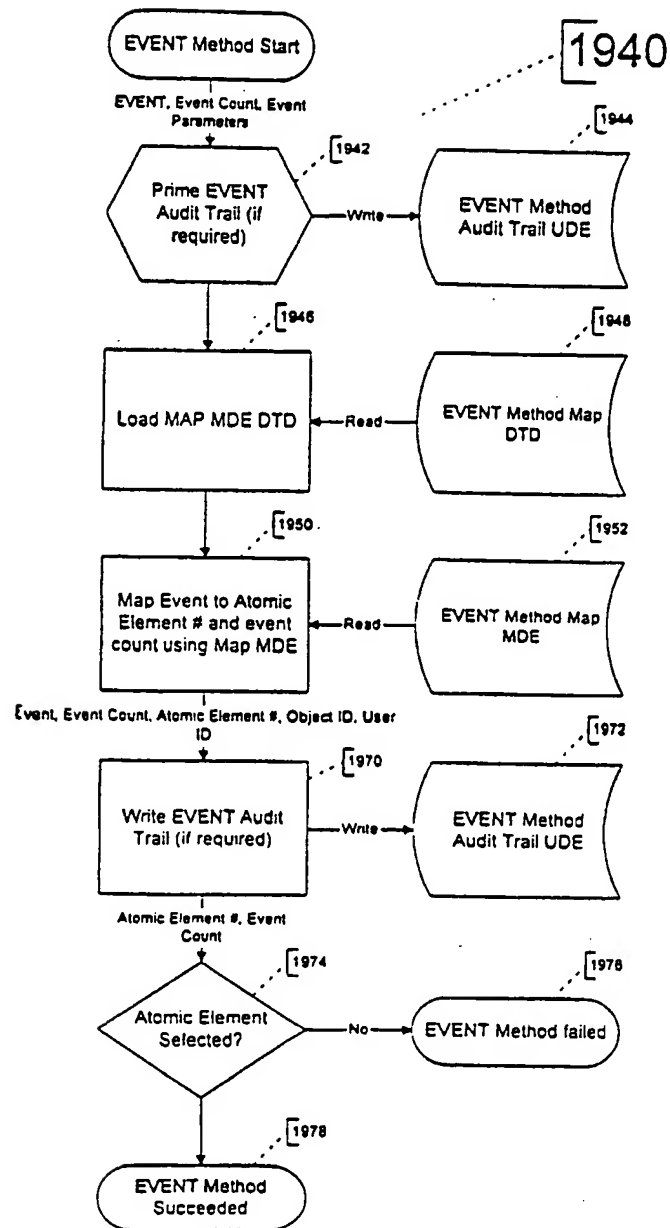 EVENT Method Start
1940
EVENT, Event Count, Event
Parameters
1942
1944
Prime EVENT
Audit Trail (if
required)
Write
EVENT Method
Audit Trail UDE
1946
1948
Load MAP MDE DTD
Read
EVENT Method Map
DTD
1950
1952
Map Event to Atomic
Element # and event
count using Map MDE
Read
EVENT Method Map
MDE
Event, Event Count, Atomic Element #, Object ID, User
ID
1970
1972
Write EVENT Audit
Trail (if required)
Write
EVENT Method
Audit Trail UDE
Atomic Element #, Event
Count
1974
1976
Atomic Element
Selected?
No
EVENT Method failed
1978
EVENT Method
Succeeded